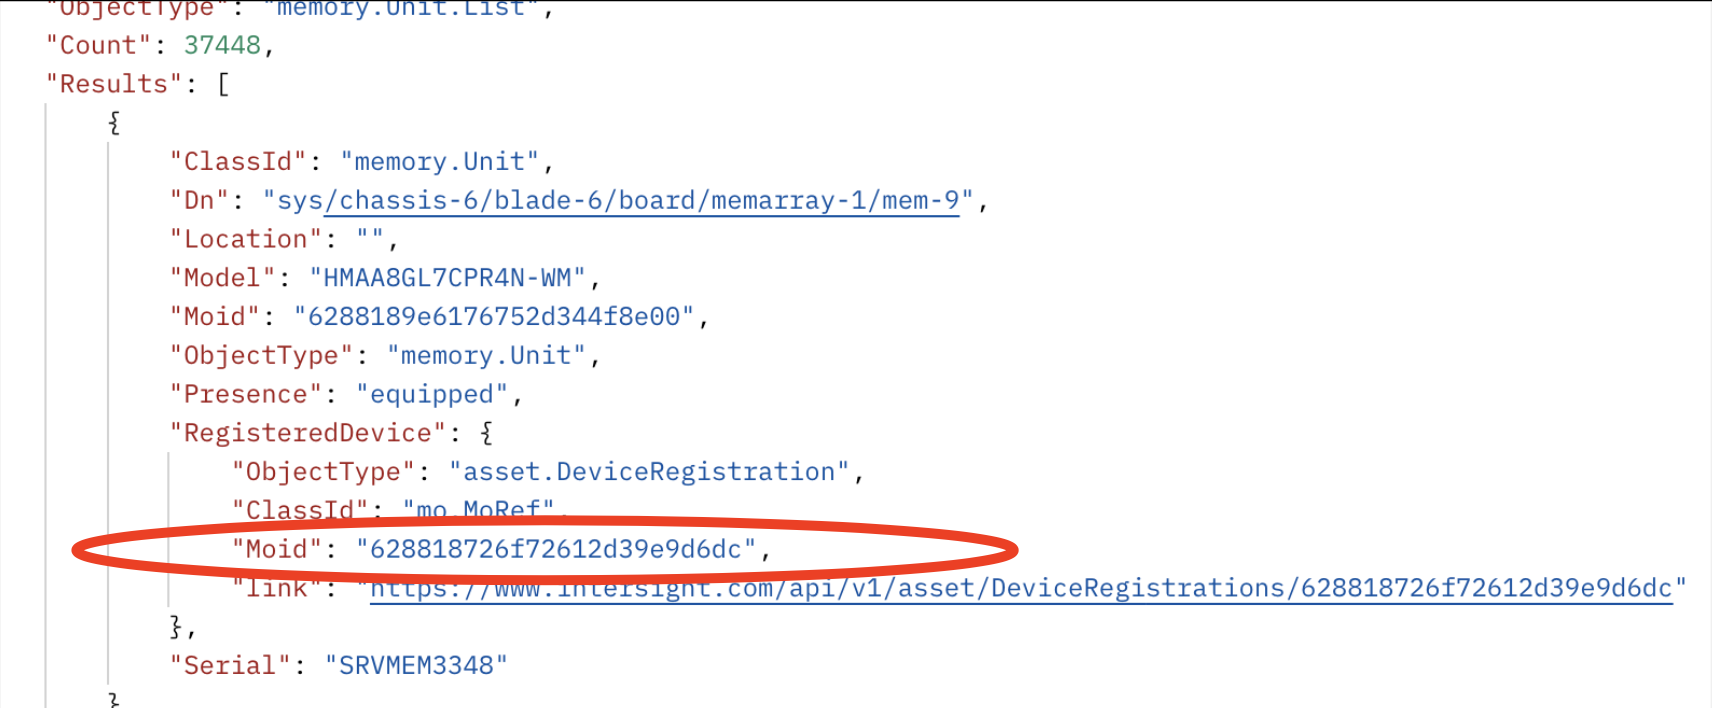 "ObjectType": "memory.Unit.List",
"Count": 37448,
"Results": [
{
"ClassId": "memory.Unit",
"Dn": "sys/chassis-6/blade-6/board/memarray-1/mem-9",
"Location": "",
"Model": "HMAA8GL7CPR4N-WM",
"Moid": "6288189e6176752d344f8e00",
"ObjectType": "memory.Unit",
"Presence": "equipped",
"RegisteredDevice": {
"ObjectType": "asset.DeviceRegistration",
"ClassId": "mo.MoRef",
"Moid": "628818726f72612d39e9d6dc",
"link": "https://www.intersight.com/api/v1/asset/DeviceRegistrations/628818726f72612d39e9d6dc"
},
"Serial": "SRVMEM3348"
}